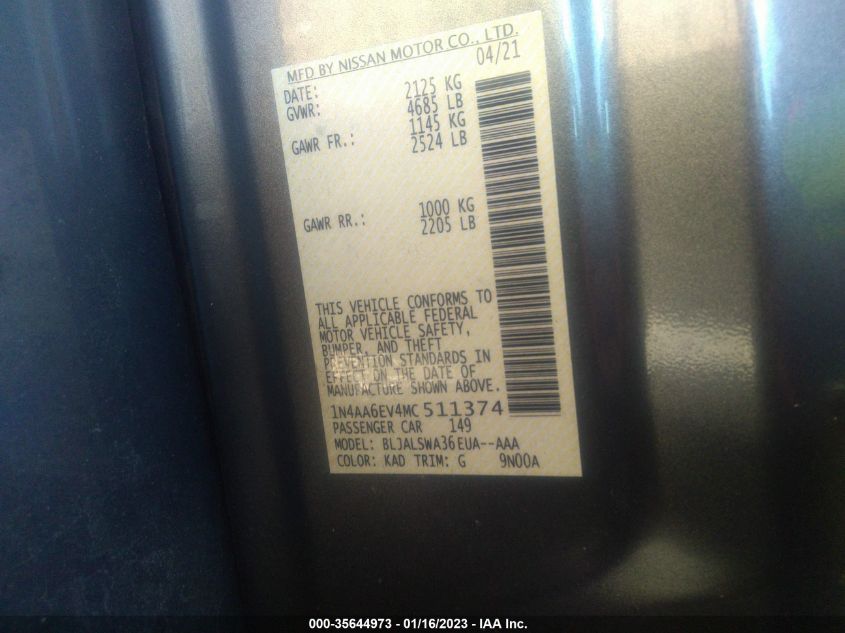 MFD BY NISSAN MOTOR CO., LTD.
DATE: 04/21
GVWR: 2125 KG
4685 LB
GAWR FR.: 1145 KG
2524 LB
GAWR RR.: 1000 KG
2205 LB
THIS VEHICLE CONFORMS TO
ALL APPLICABLE FEDERAL
MOTOR VEHICLE SAFETY,
BUMPER, AND THEFT
PREVENTION STANDARDS IN
EFFECT ON THE DATE OF
MANUFACTURE SHOWN ABOVE.
1N4AA6EV4MC511374
PASSENGER CAR 149
MODEL: BLJALSWA36EUA--AAA
COLOR: KAD TRIM: G 9N00A
000-35644973 - 01/16/2023 - IAA Inc.